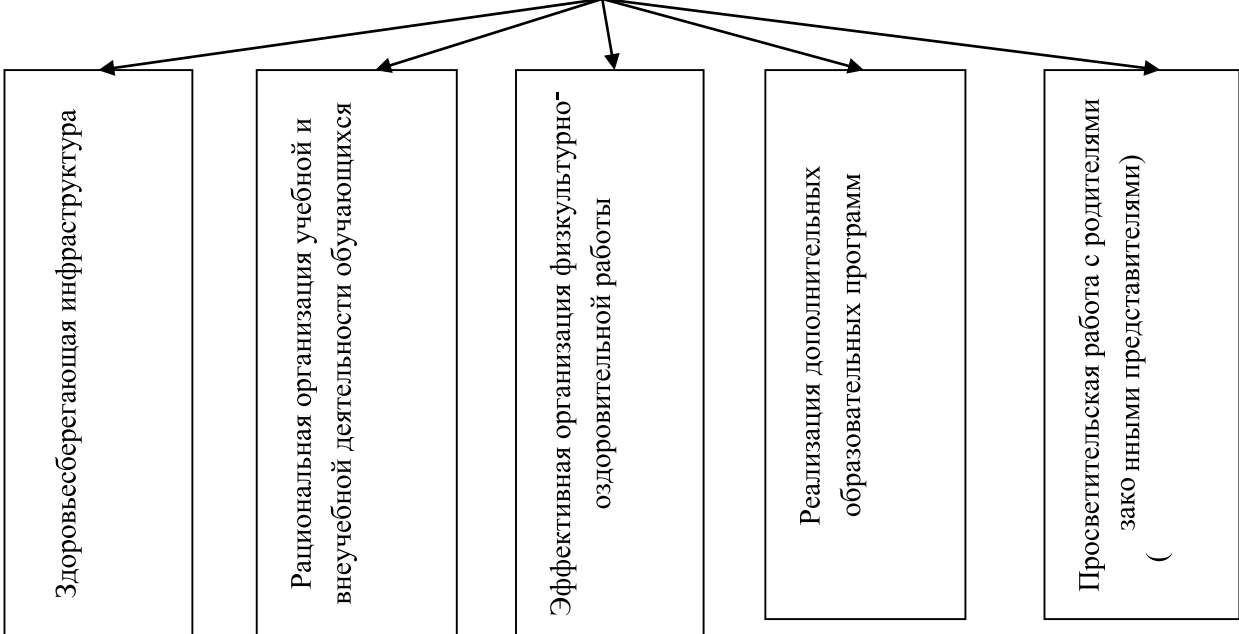 Здоровьесберегающая инфраструктура
Рациональная организация учебной и
внеучебной деятельности обучающихся
Эффективная организация физкультурно-
оздоровительной работы
Реализация дополнительных
образовательных программ
Просветительская работа с родителями
(
зако нными представителями)